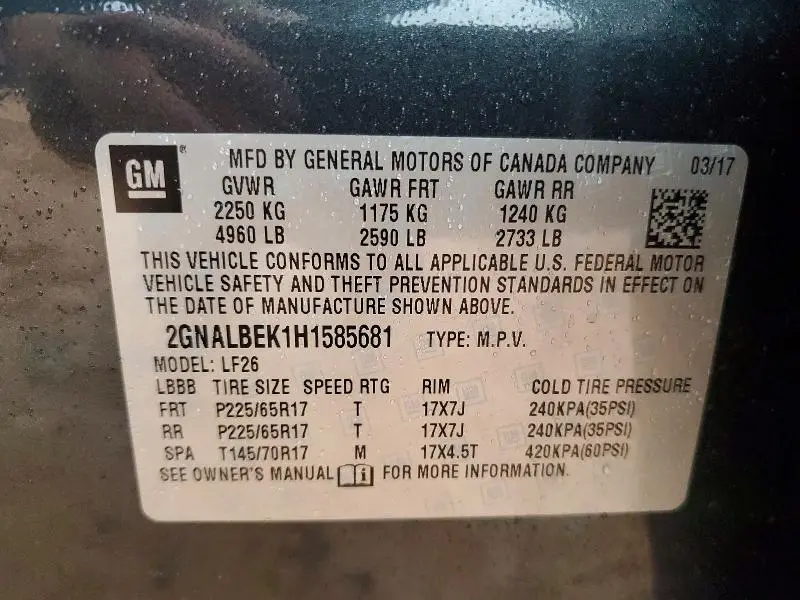 GM ® MFD BY GENERAL MOTORS OF CANADA COMPANY 03/17
GVWR GAWR FRT GAWR RR
2250 KG 1175 KG 1240 KG
4960 LB 2590 LB 2733 LB
THIS VEHICLE CONFORMS TO ALL APPLICABLE U.S. FEDERAL MOTOR
VEHICLE SAFETY AND THEFT PREVENTION STANDARDS IN EFFECT ON
THE DATE OF MANUFACTURE SHOWN ABOVE.
2GNALBEK1H1585681 TYPE: M.P.V.
MODEL: LF26
LBBB TIRE SIZE SPEED RTG RIM COLD TIRE PRESSURE
FRT P225/65R17 T 17X7J 240KPA(35PSI)
RR P225/65R17 T 17X7J 240KPA(35PSI)
SPA T145/70R17 M 17X4.5T 420KPA(60PSI)
SEE OWNER'S MANUAL FOR MORE INFORMATION.